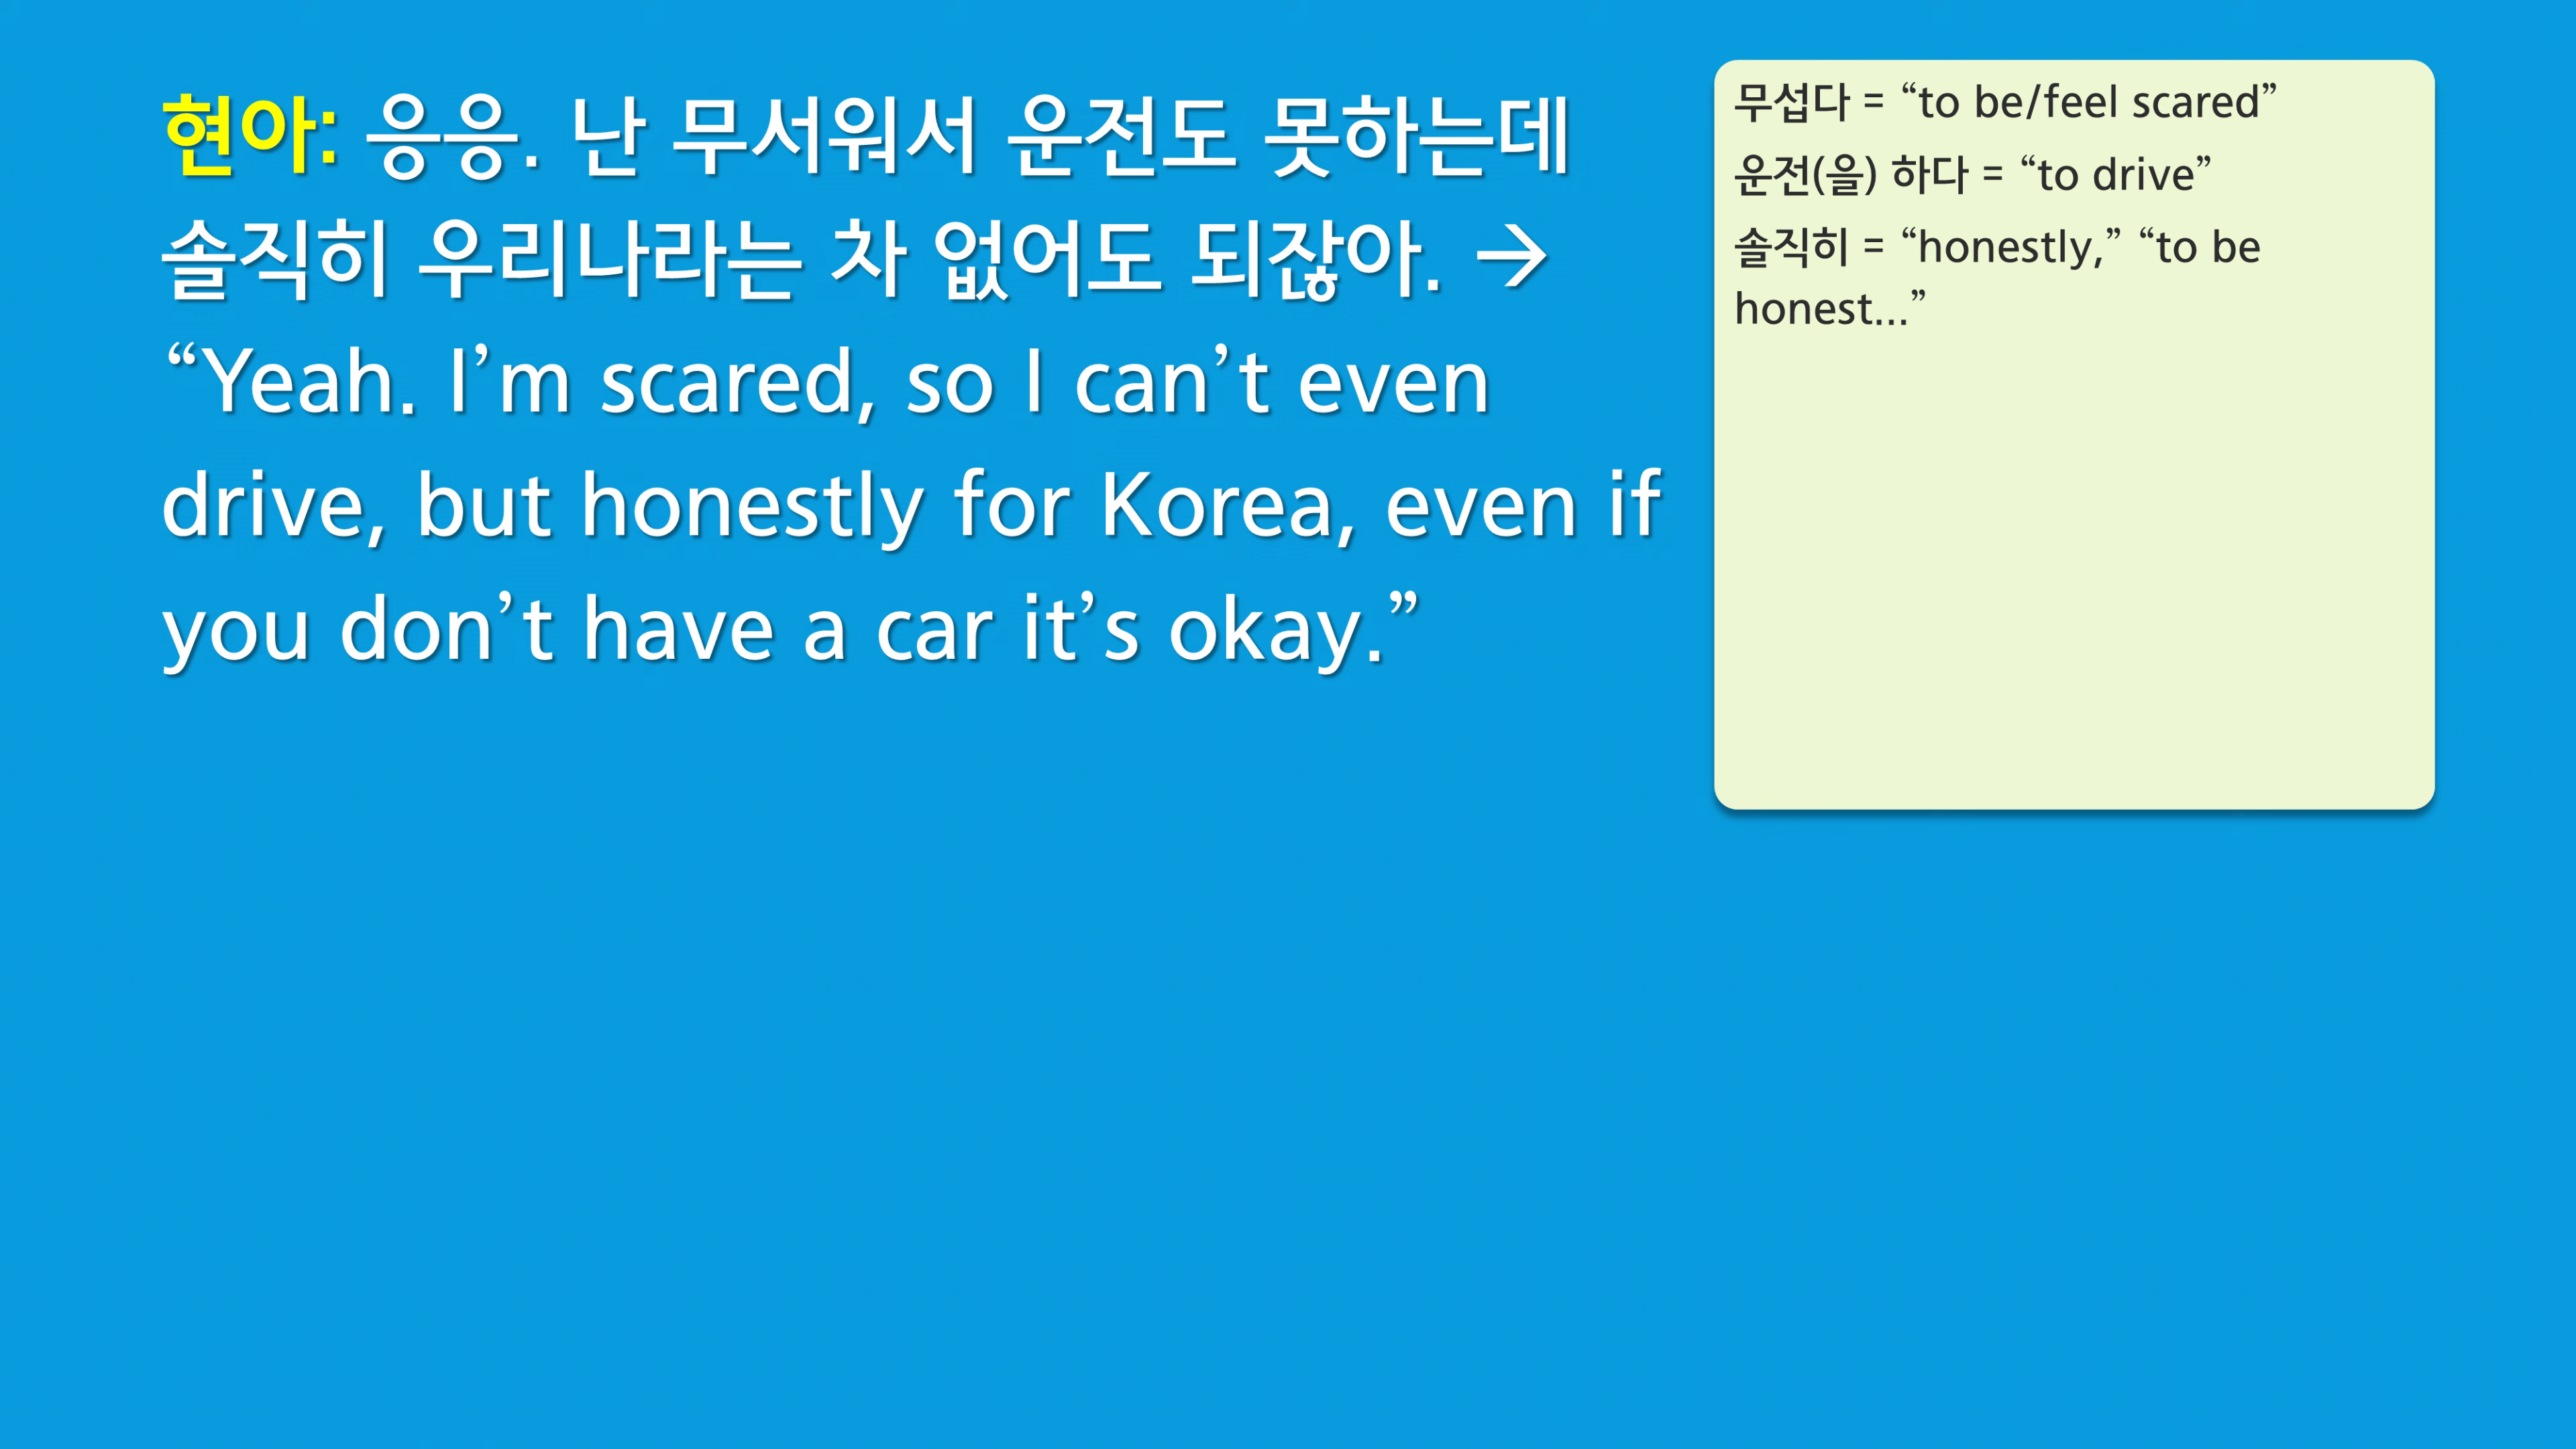 현아: 응응. 난 무서워서 운전도 못하는데
솔직히 우리나라는 차 없어도 되잖아. →
“Yeah. I’m scared, so I can’t even
drive, but honestly for Korea, even if
you don’t have a car it’s okay.”
무섭다 = “to be/feel scared”
운전(을) 하다 = “to drive”
솔직히 = “honestly,” “to be
honest...”